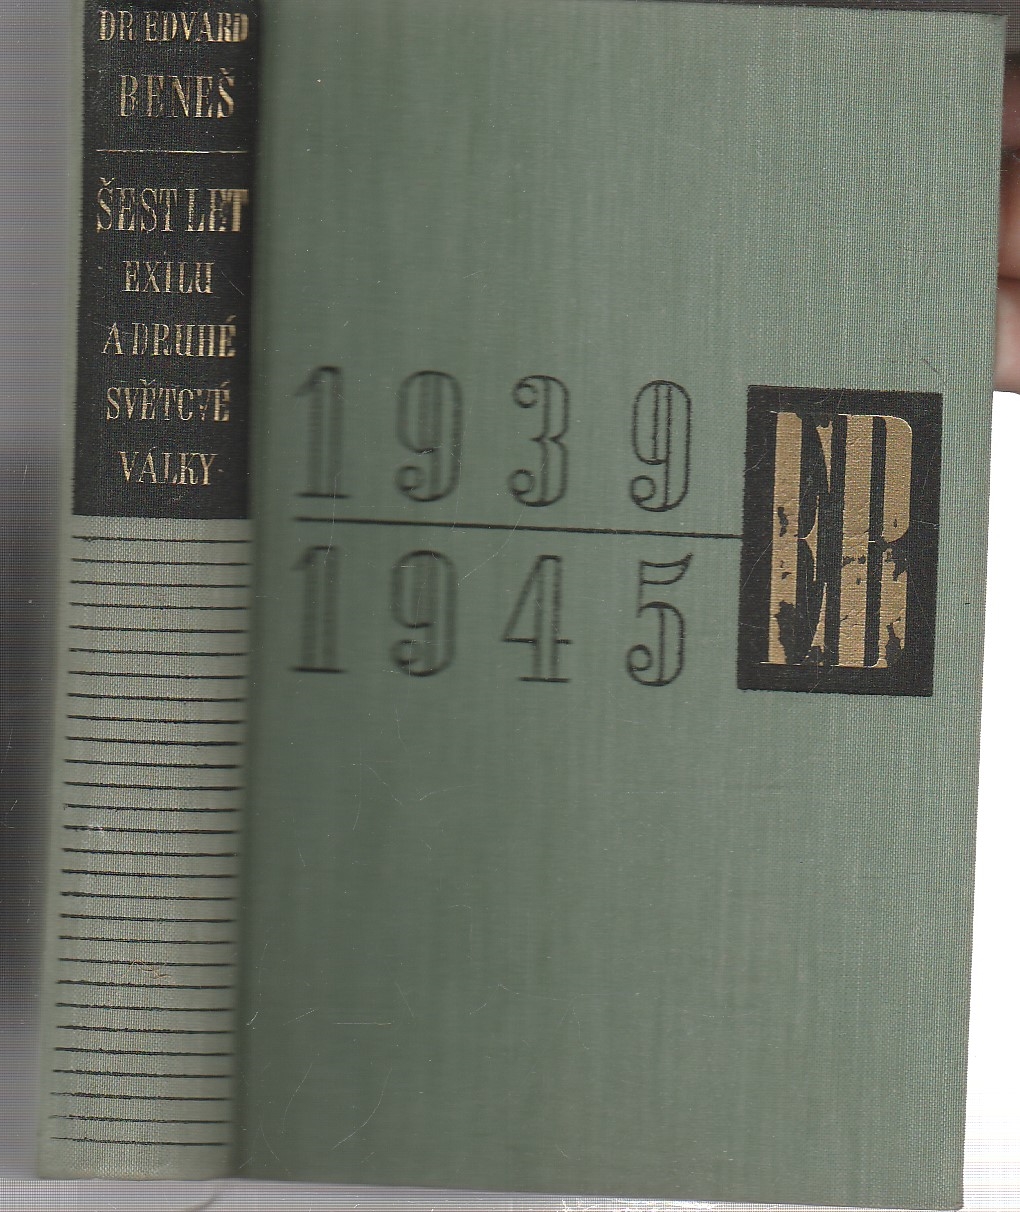 DR EDVARD
BENEŠ
ŠEST LET
EXILU
A DRUHÉ
SVĚTOVÉ
VÁLKY
1939
1945
EB